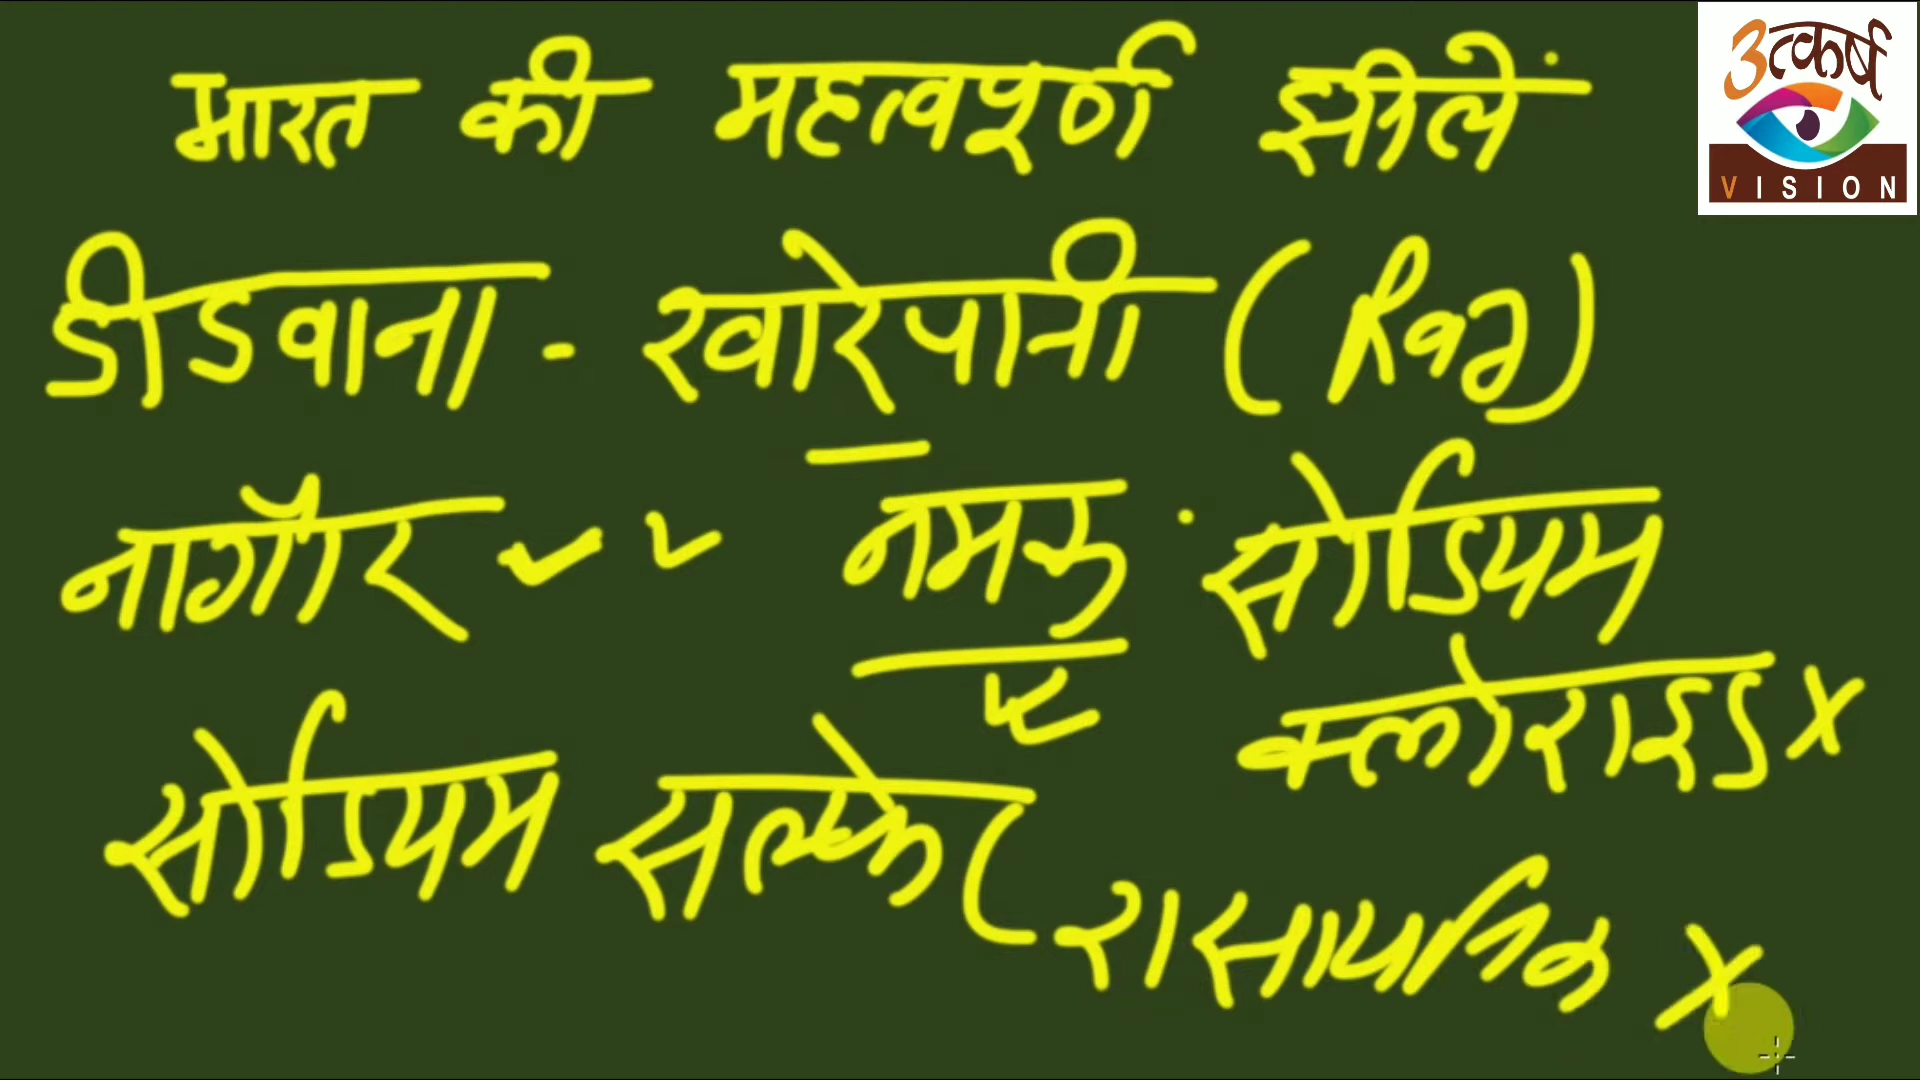 भारत की महत्वपूर्ण झीलें
उत्कर्ष
VISION
डीडवाना - खारेपानी (Raj)
नागौर नमक . सोडियम
क्लोराइड X
सोडियम सल्फे रासायनिक X